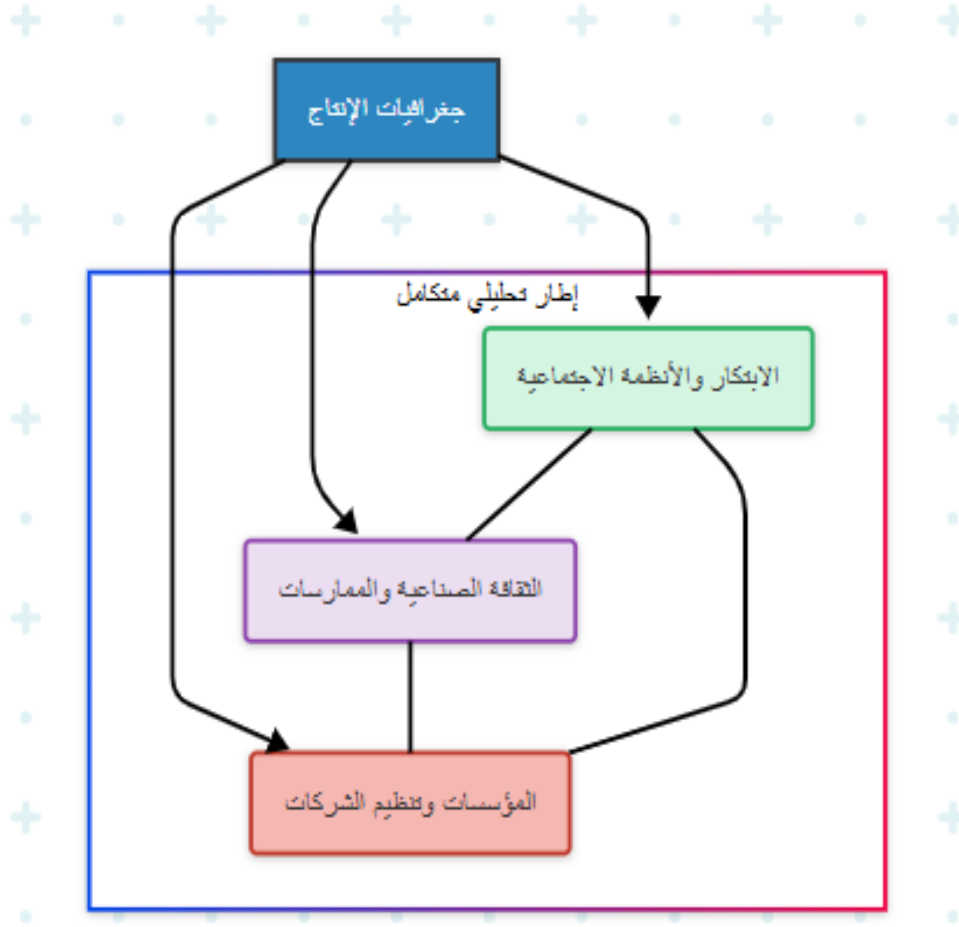 جغرافيات الإنتاج
إطار تحليلي متكامل
الابتكار والأنظمة الاجتماعية
الثقافة الصناعية والممارسات
المؤسسات وتنظيم الشركات